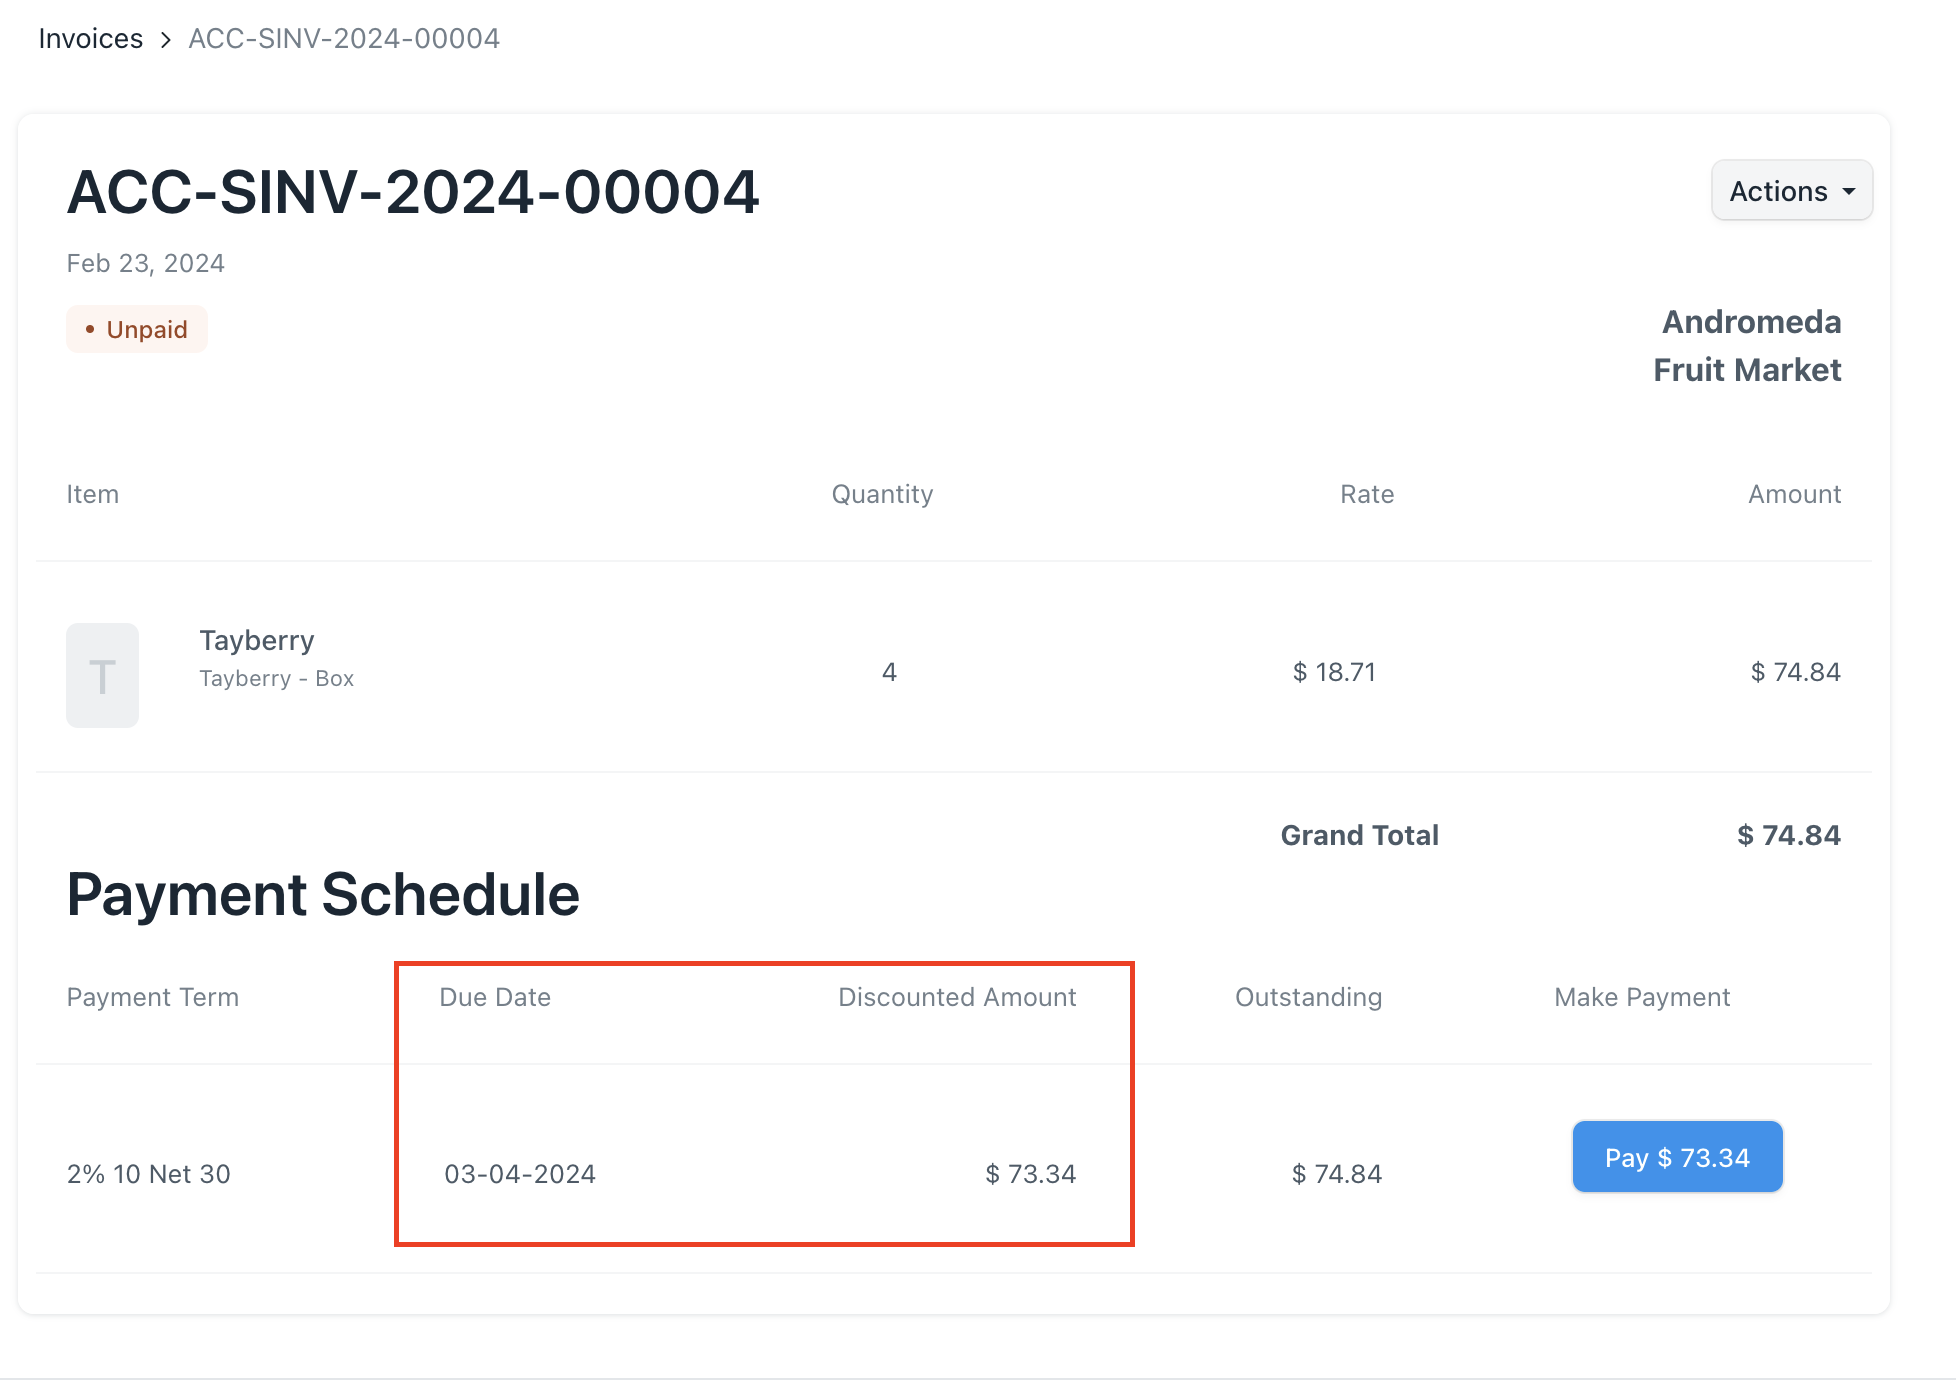 Invoices > ACC-SINV-2024-00004
ACC-SINV-2024-00004
Actions
Feb 23, 2024
• Unpaid
Andromeda
Fruit Market
Item Quantity Rate Amount
T
Tayberry
Tayberry - Box
4 $ 18.71 $ 74.84
Grand Total $ 74.84
Payment Schedule
Payment Term Due Date Discounted Amount Outstanding Make Payment
2% 10 Net 30 03-04-2024 $ 73.34 $ 74.84 Pay $ 73.34